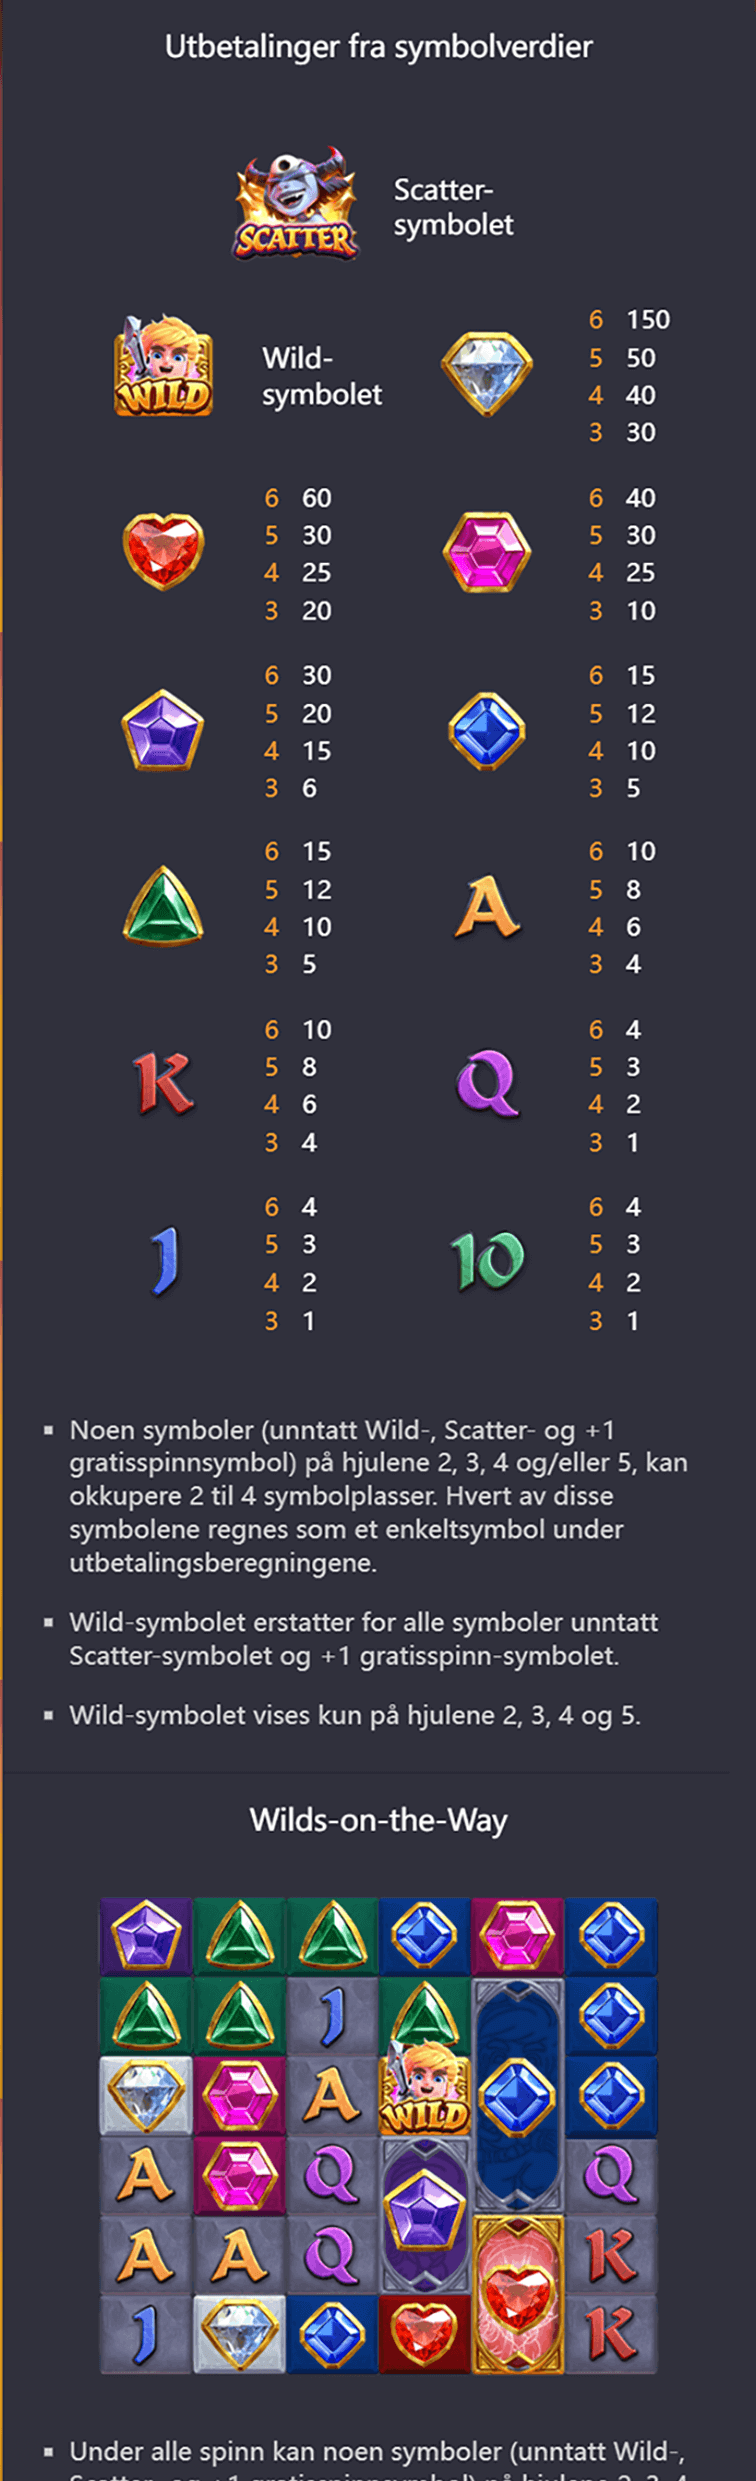 Utbetalinger fra symbolverdier
SCATTER
Scatter-
symbolet
WILD
Wild-
symbolet
6 150
5 50
4 40
3 30
6 60
5 30
4 25
3 20
6 40
5 30
4 25
3 10
6 30
5 20
4 15
3 6
6 15
5 12
4 10
3 5
6 15
5 12
4 10
3 5
A
6 10
5 8
4 6
3 4
K
6 10
5 8
4 6
3 4
Q
6 4
5 3
4 2
3 1
J
6 4
5 3
4 2
3 1
10
6 4
5 3
4 2
3 1
▪ Noen symboler (unntatt Wild-, Scatter- og +1
gratisspinnsymbol) på hjulene 2, 3, 4 og/eller 5, kan
okkupere 2 til 4 symbolplasser. Hvert av disse
symbolene regnes som et enkeltsymbol under
utbetalingsberegningene.
▪ Wild-symbolet erstatter for alle symboler unntatt
Scatter-symbolet og +1 gratisspinn-symbolet.
▪ Wild-symbolet vises kun på hjulene 2, 3, 4 og 5.
Wilds-on-the-Way
J
A WILD
A Q Q
A A Q K
J K
▪ Under alle spinn kan noen symboler (unntatt Wild-,